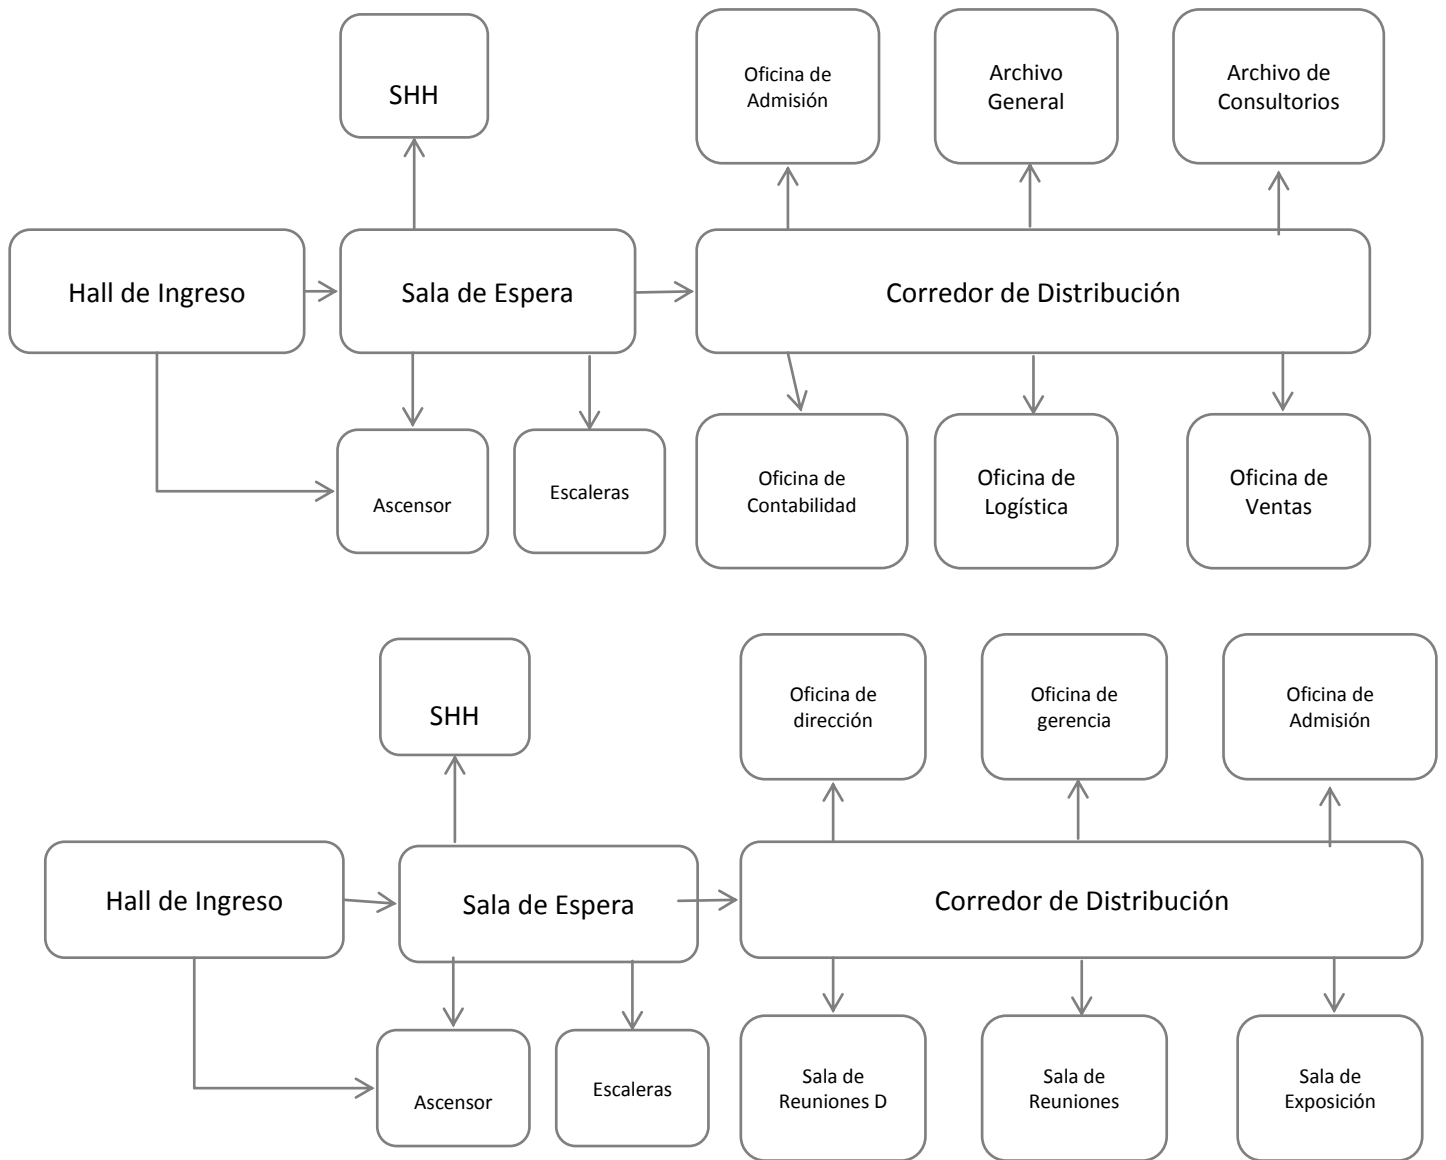 SHH
Oficina de
Admisión
Archivo
General
Archivo de
Consultorios
Hall de Ingreso
Sala de Espera
Corredor de Distribución
Ascensor
Escaleras
Oficina de
Contabilidad
Oficina de
Logística
Oficina de
Ventas
SHH
Oficina de
dirección
Oficina de
gerencia
Oficina de
Admisión
Hall de Ingreso
Sala de Espera
Corredor de Distribución
Ascensor
Escaleras
Sala de
Reuniones D
Sala de
Reuniones
Sala de
Exposición